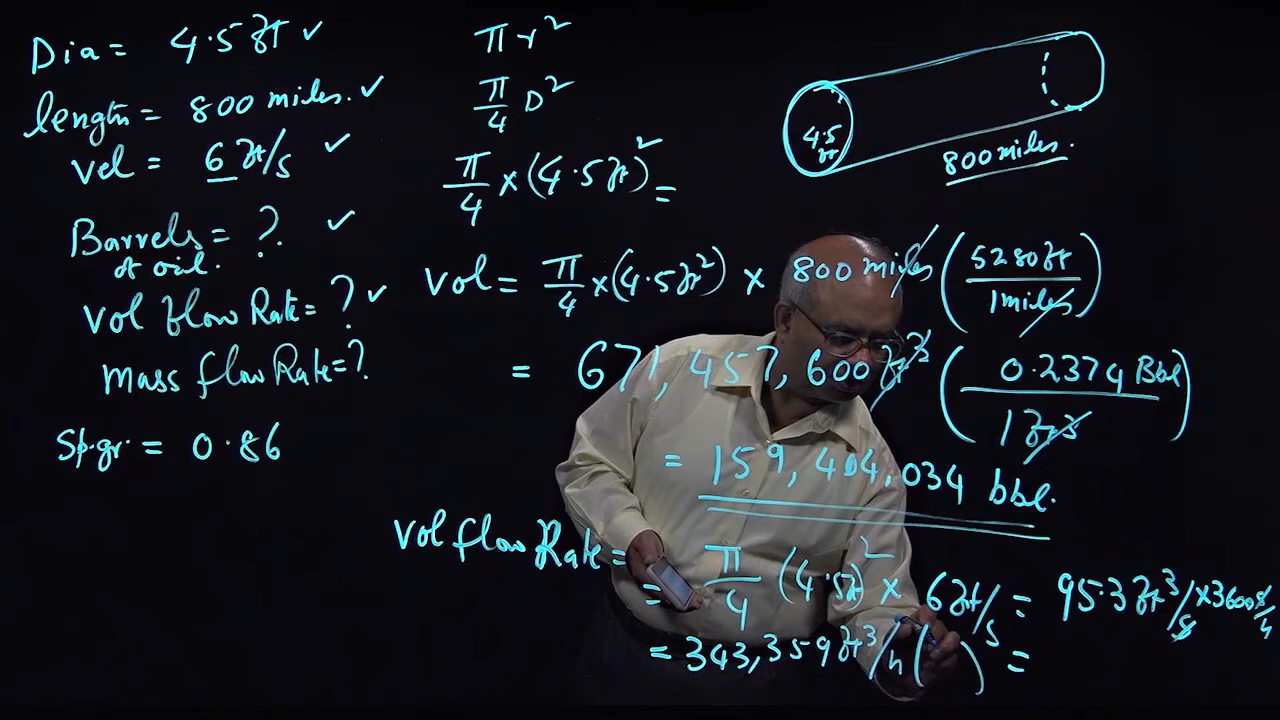 Dia = 4.5 ft ✓
length = 800 miles. ✓
vel = 6 ft/s ✓
Barrels = ? ✓
of oil.
Vol flow Rate = ? ✓
mass flow Rate = ?
Sp.gr. = 0.86
πr²
π/4 D²
π/4 × (4.5 ft)² =
4.5
ft
800 miles.
Vol = π/4 × (4.5 ft²) × 800 miles (5280 ft / 1 miles)
= 671,457,600 ft³ (0.2374 Bbl / 1 ft³)
= 159,404,034 bbl.
Vol flow Rate =
= π/4 (4.5 ft)² × 6 ft/s = 95.3 ft³/s × 3600 s/h
= 343,359 ft³/h ( ) =